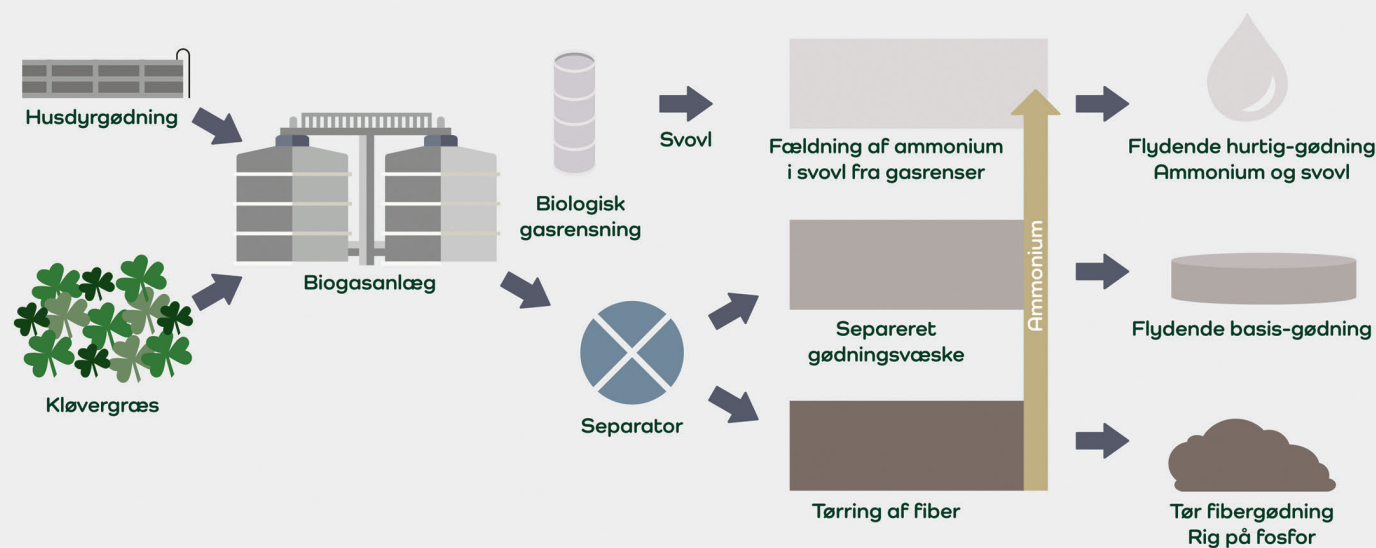 Husdyrgødning
Kløvergræs
Biogasanlæg
Biologisk
gasrensning
Svovl
Separator
Fældning af ammonium
i svovl fra gasrenser
Separeret
gødningsvæske
Tørring af fiber
Ammonium
Flydende hurtig-gødning
Ammonium og svovl
Flydende basis-gødning
Tør fibergødning
Rig på fosfor